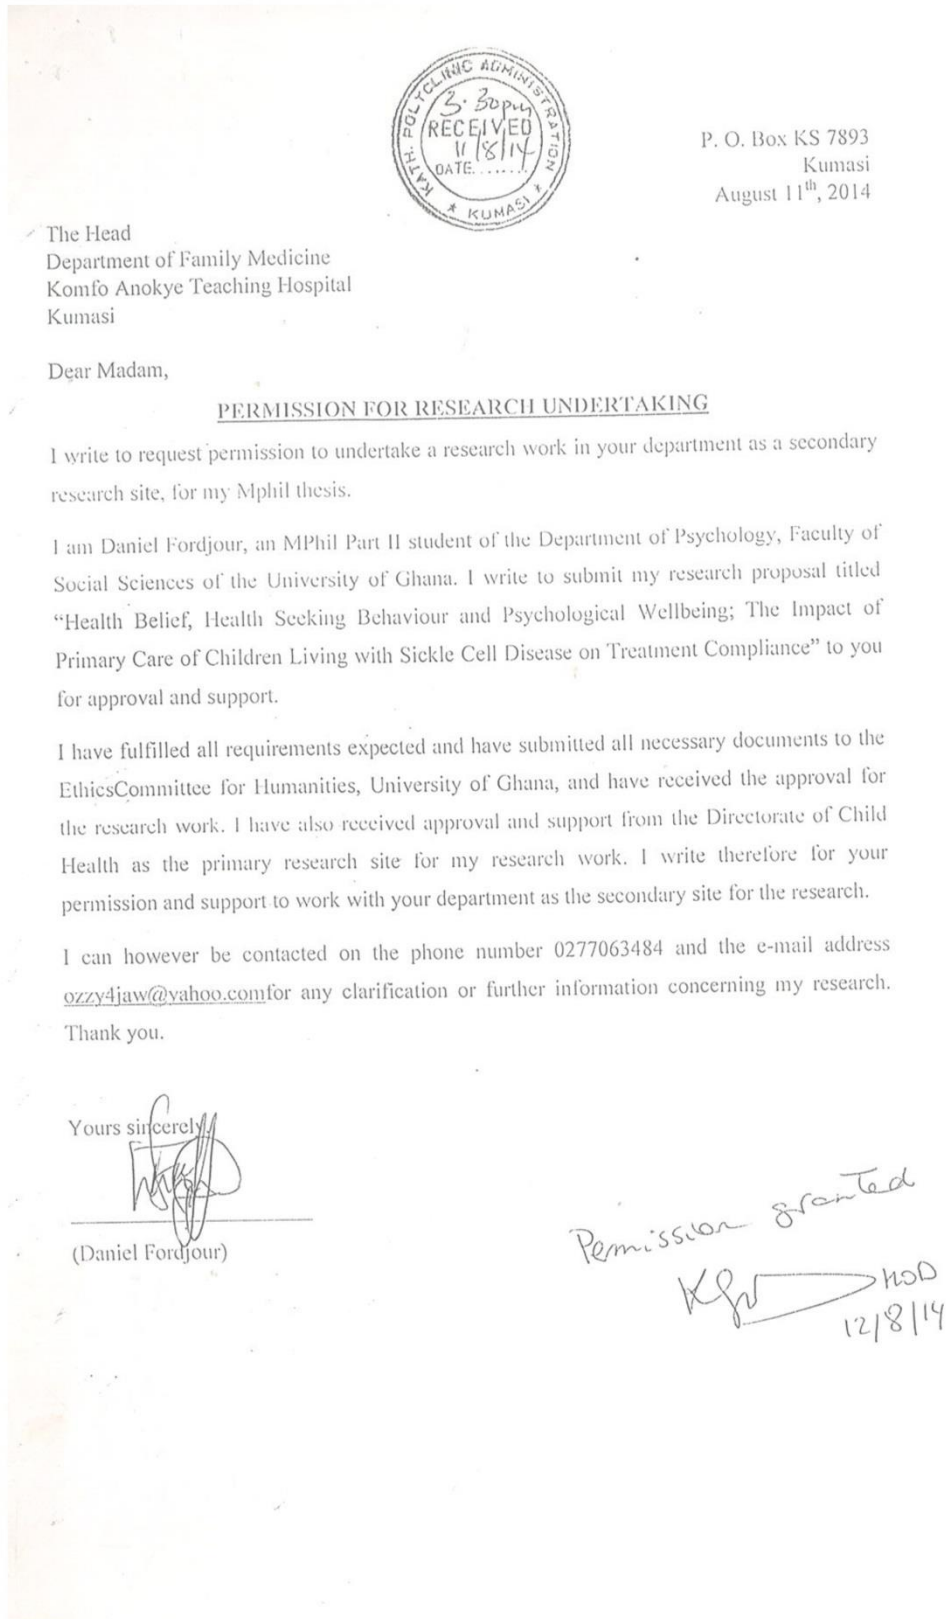 KATH. POLYCLINIC ADMINISTRATION
3.30pm
RECEIVED
11/8/14
DATE........
* KUMASI *
P. O. Box KS 7893
Kumasi
August 11th, 2014
The Head
Department of Family Medicine
Komfo Anokye Teaching Hospital
Kumasi
Dear Madam,
PERMISSION FOR RESEARCH UNDERTAKING
I write to request permission to undertake a research work in your department as a secondary
research site, for my Mphil thesis.
I am Daniel Fordjour, an MPhil Part II student of the Department of Psychology, Faculty of
Social Sciences of the University of Ghana. I write to submit my research proposal titled
“Health Belief, Health Seeking Behaviour and Psychological Wellbeing; The Impact of
Primary Care of Children Living with Sickle Cell Disease on Treatment Compliance” to you
for approval and support.
I have fulfilled all requirements expected and have submitted all necessary documents to the
EthicsCommittee for Humanities, University of Ghana, and have received the approval for
the research work. I have also received approval and support from the Directorate of Child
Health as the primary research site for my research work. I write therefore for your
permission and support to work with your department as the secondary site for the research.
I can however be contacted on the phone number 0277063484 and the e-mail address
ozzy4jaw@yahoo.comfor any clarification or further information concerning my research.
Thank you.
Yours sincerely
(Daniel Fordjour)
Permission granted
HOD
12/8/14